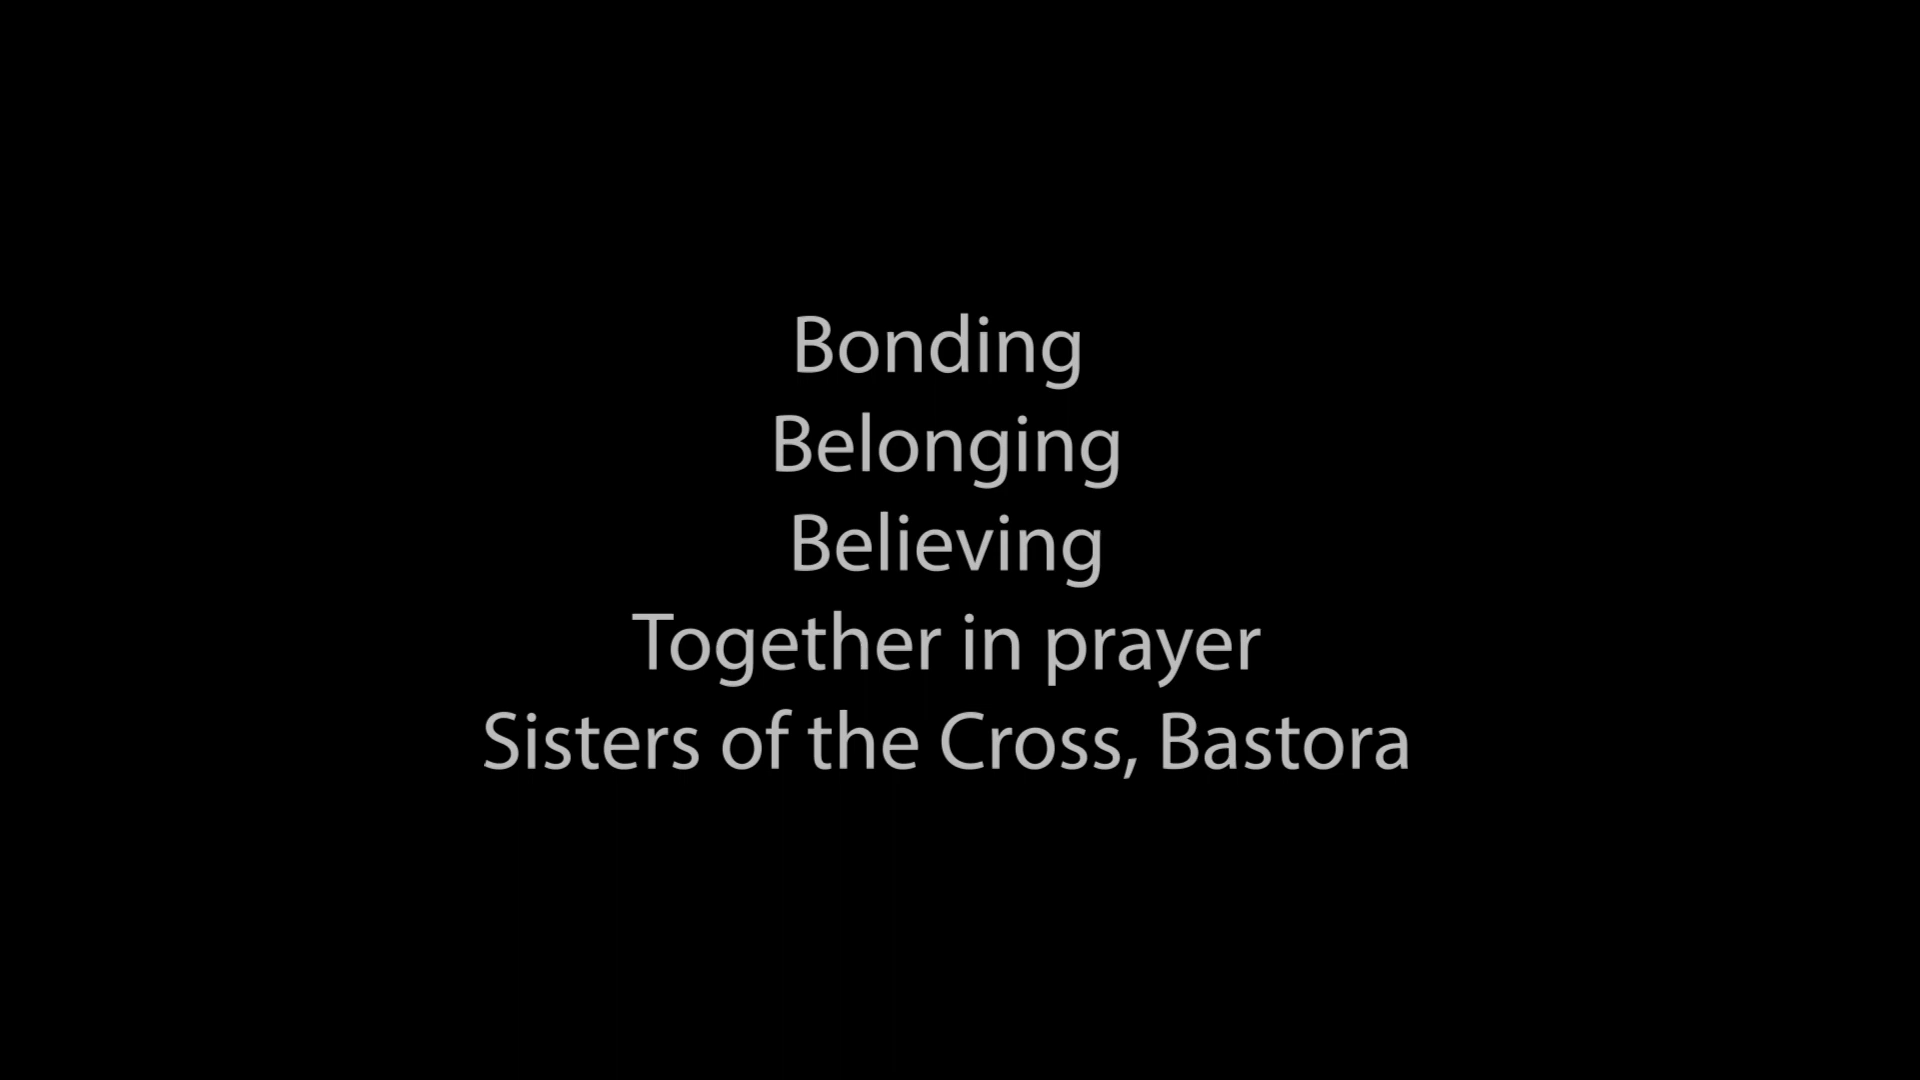 Bonding
Belonging
Believing
Together in prayer
Sisters of the Cross, Bastora